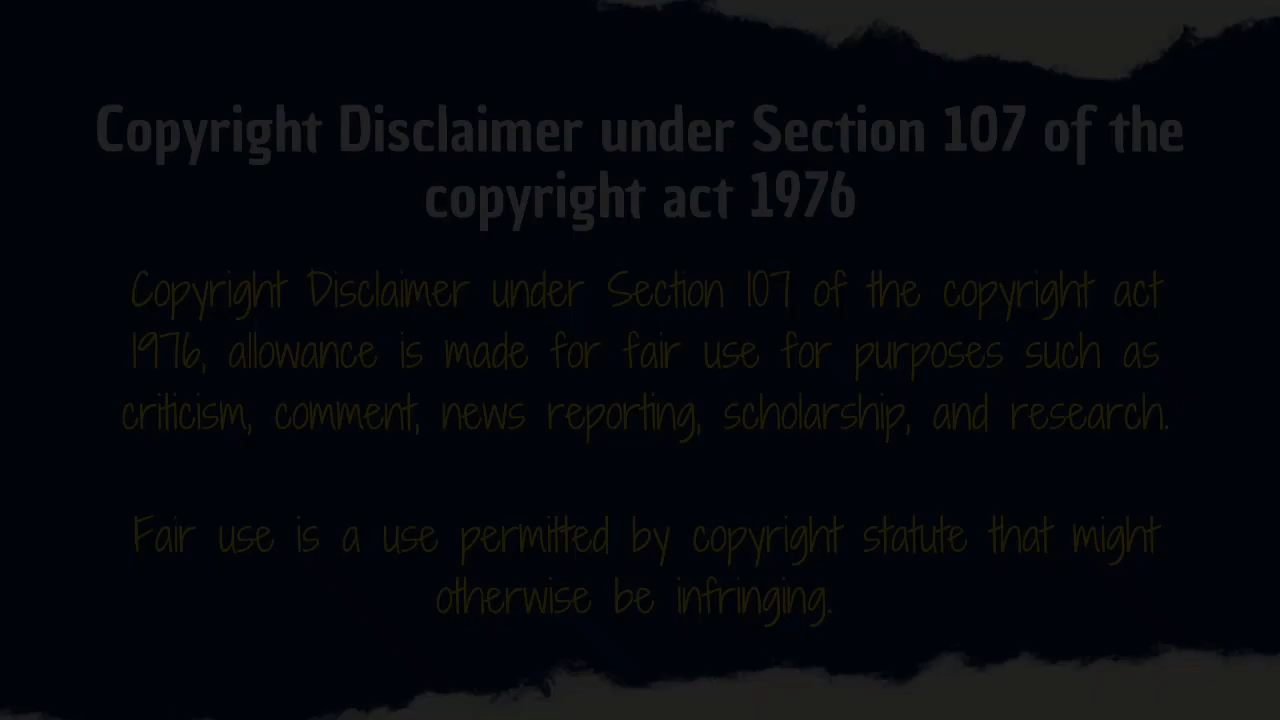 Copyright Disclaimer under Section 107 of the
copyright act 1976
Copyright Disclaimer under Section 107 of the copyright act
1976, allowance is made for fair use for purposes such as
criticism, comment, news reporting, scholarship, and research.
Fair use is a use permitted by copyright statute that might
otherwise be infringing.